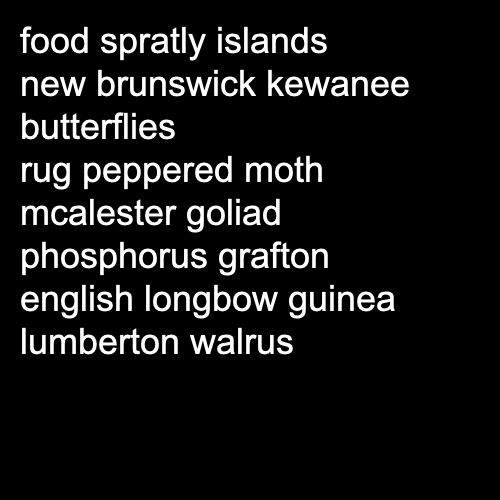 food spratly islands
new brunswick kewanee
butterflies
rug peppered moth
mcalester goliad
phosphorus grafton
english longbow guinea
lumberton walrus